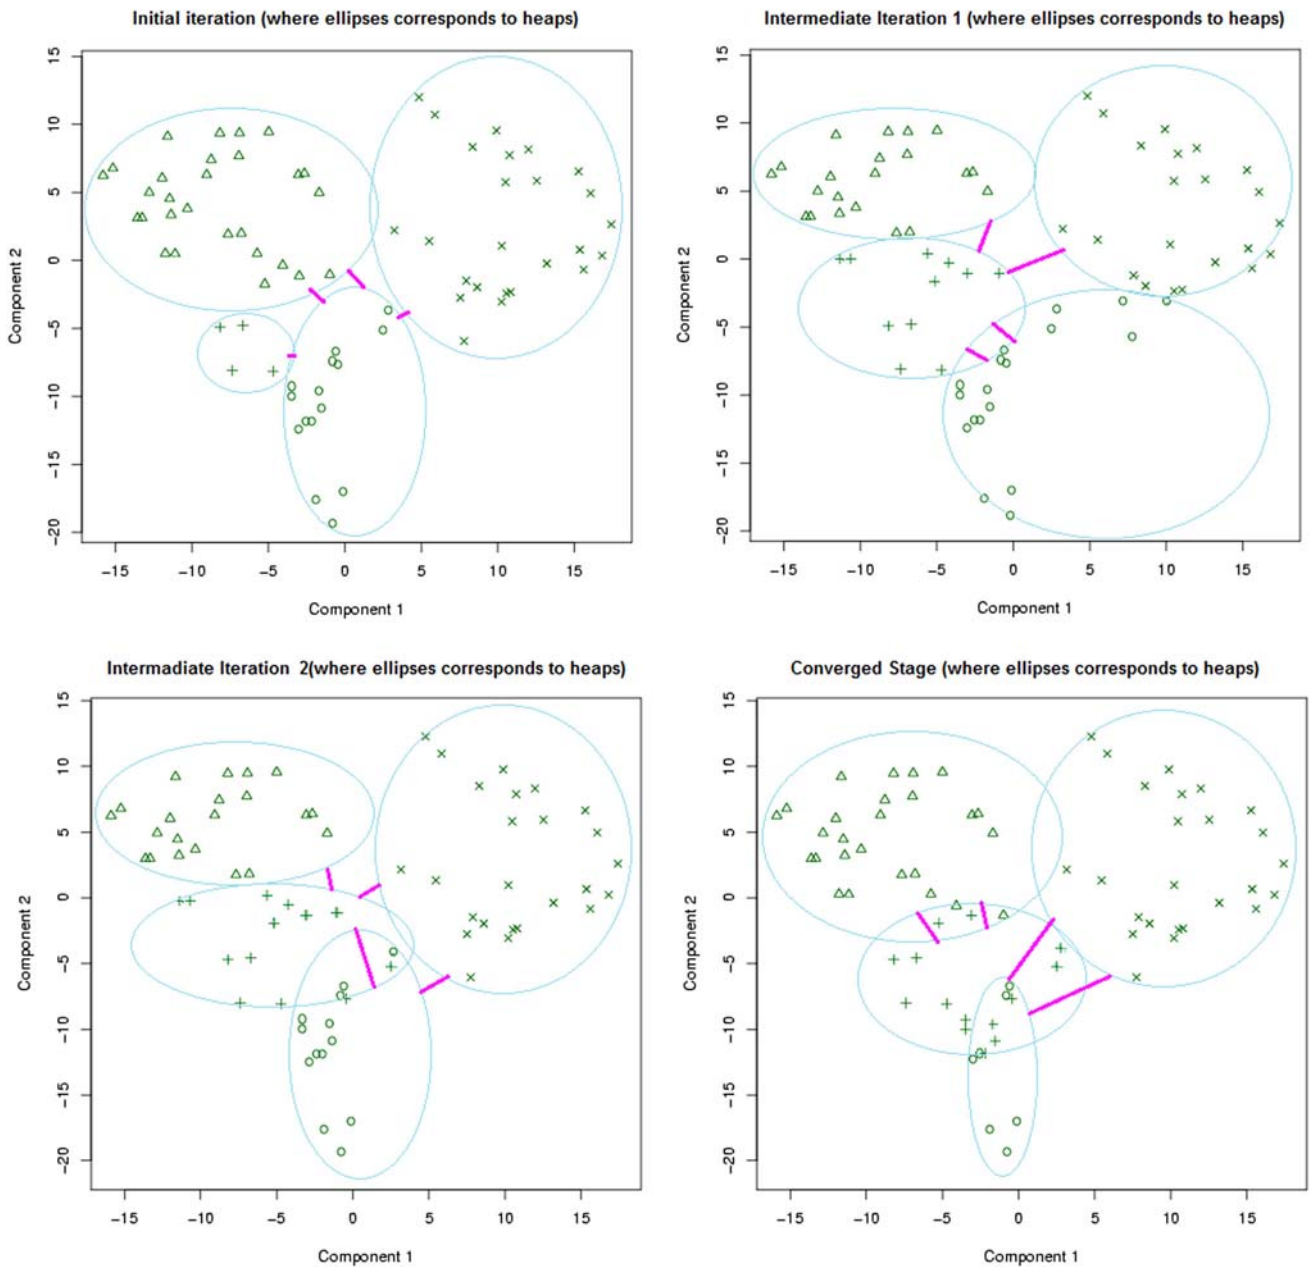 Initial iteration (where ellipses corresponds to heaps)
15
10
5
0
−5
−10
−15
−20
Component 2
−15 −10 −5 0 5 10 15
Component 1
Intermediate Iteration 1 (where ellipses corresponds to heaps)
15
10
5
0
−5
−10
−15
−20
Component 2
−15 −10 −5 0 5 10 15
Component 1
Intermadiate Iteration 2(where ellipses corresponds to heaps)
15
10
5
0
−5
−10
−15
−20
Component 2
−15 −10 −5 0 5 10 15
Component 1
Converged Stage (where ellipses corresponds to heaps)
15
10
5
0
−5
−10
−15
−20
Component 2
−15 −10 −5 0 5 10 15
Component 1